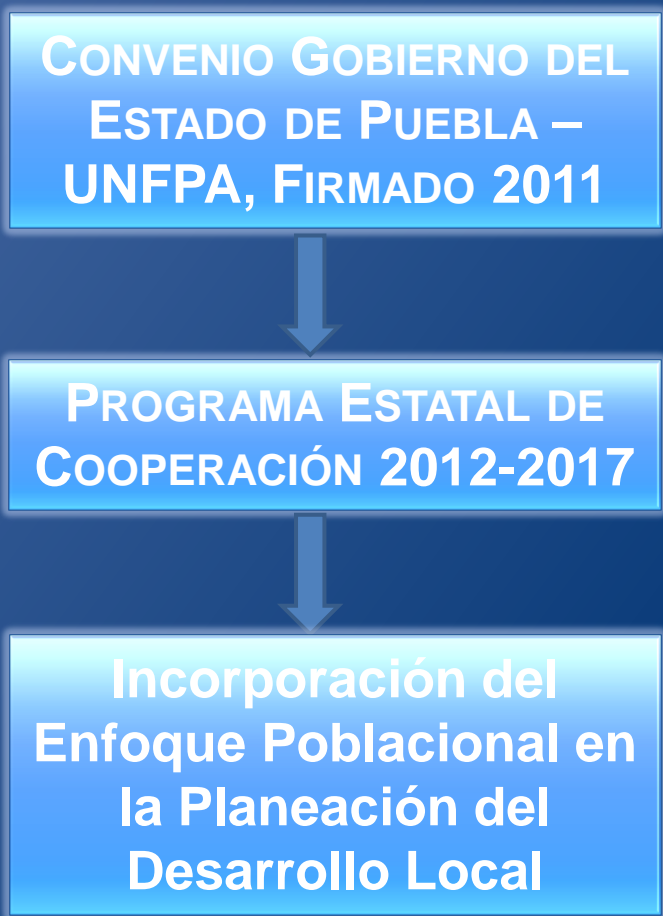 CONVENIO GOBIERNO DEL
ESTADO DE PUEBLA –
UNFPA, FIRMADO 2011
PROGRAMA ESTATAL DE
COOPERACIÓN 2012-2017
Incorporación del
Enfoque Poblacional en
la Planeación del
Desarrollo Local